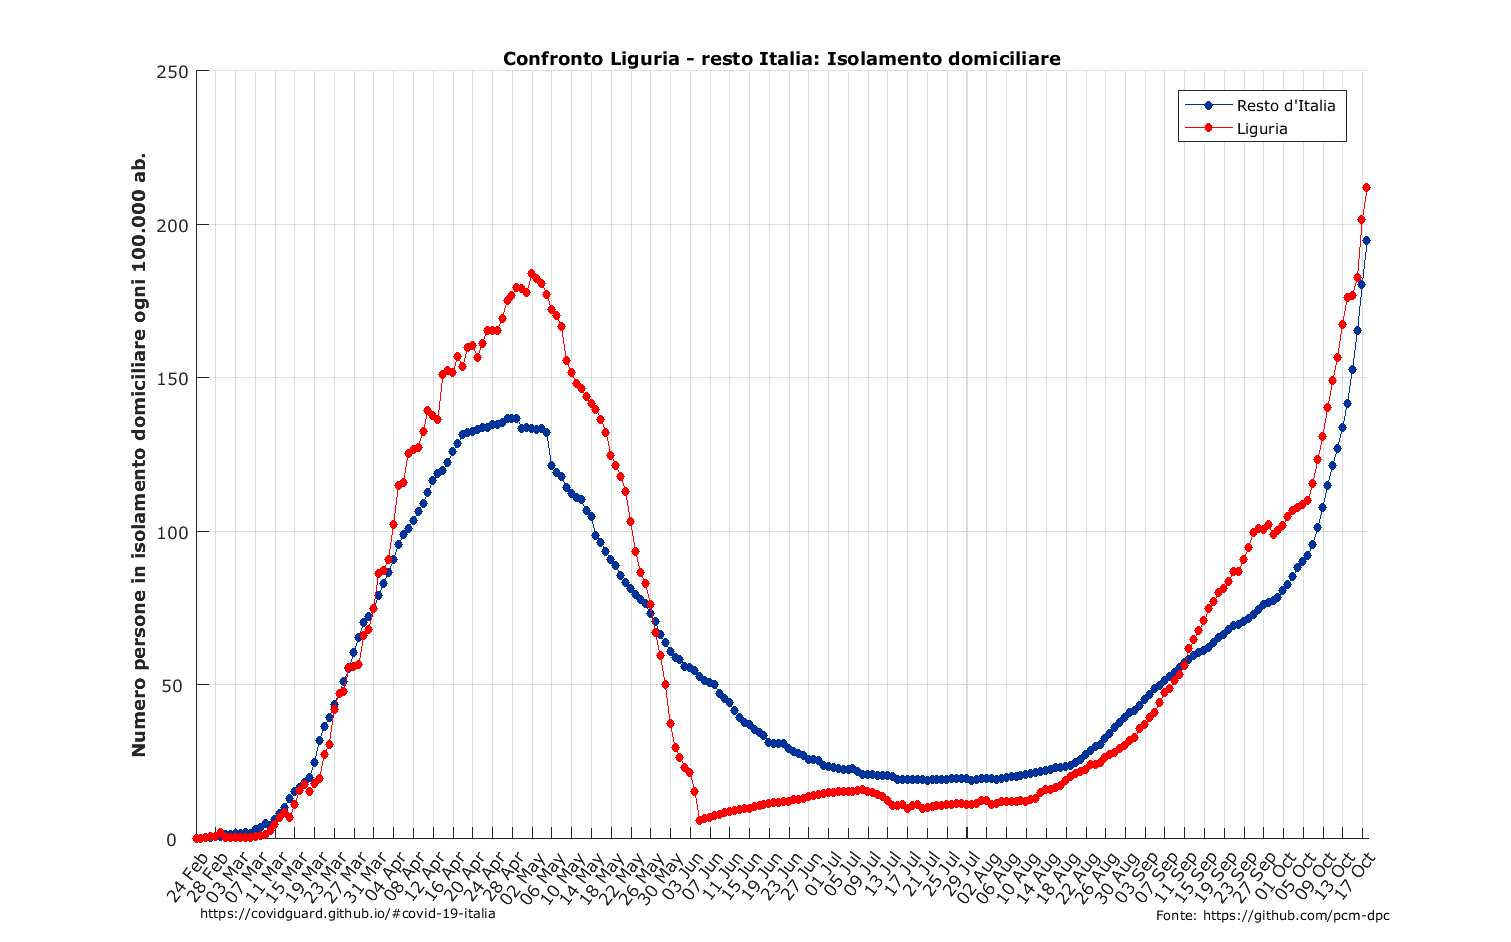 Confronto Liguria - resto Italia: Isolamento domiciliare
Numero persone in isolamento domiciliare ogni 100.000 ab.
250
200
150
100
50
0
Resto d'Italia
Liguria
24 Feb
28 Feb
03 Mar
07 Mar
11 Mar
15 Mar
19 Mar
23 Mar
27 Mar
31 Mar
04 Apr
08 Apr
12 Apr
16 Apr
20 Apr
24 Apr
28 Apr
02 May
06 May
10 May
14 May
18 May
22 May
26 May
30 May
03 Jun
07 Jun
11 Jun
15 Jun
19 Jun
23 Jun
27 Jun
01 Jul
05 Jul
09 Jul
13 Jul
17 Jul
21 Jul
25 Jul
29 Jul
02 Aug
06 Aug
10 Aug
14 Aug
18 Aug
22 Aug
26 Aug
30 Aug
03 Sep
07 Sep
11 Sep
15 Sep
19 Sep
23 Sep
27 Sep
01 Oct
05 Oct
09 Oct
13 Oct
17 Oct
https://covidguard.github.io/#covid-19-italia
Fonte: https://github.com/pcm-dpc